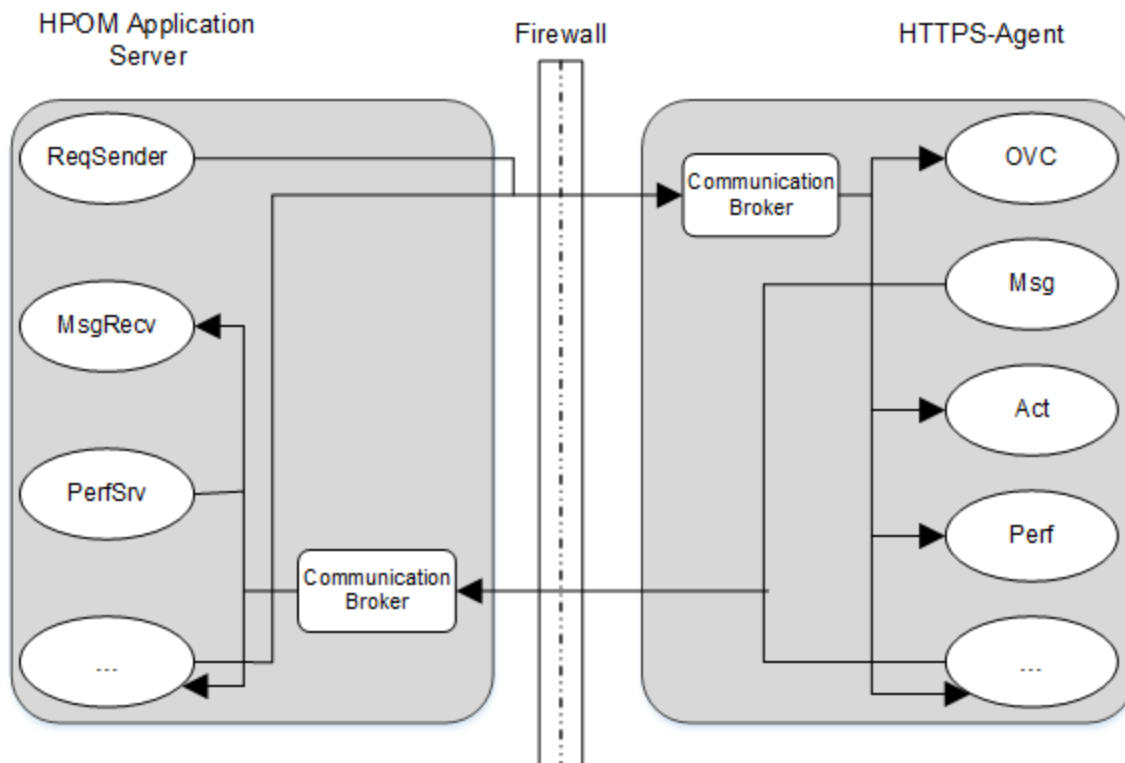 HPOM Application
Server
Firewall
HTTPS-Agent
ReqSender
MsgRecv
PerfSrv
...
Communication
Broker
Communication
Broker
OVC
Msg
Act
Perf
...